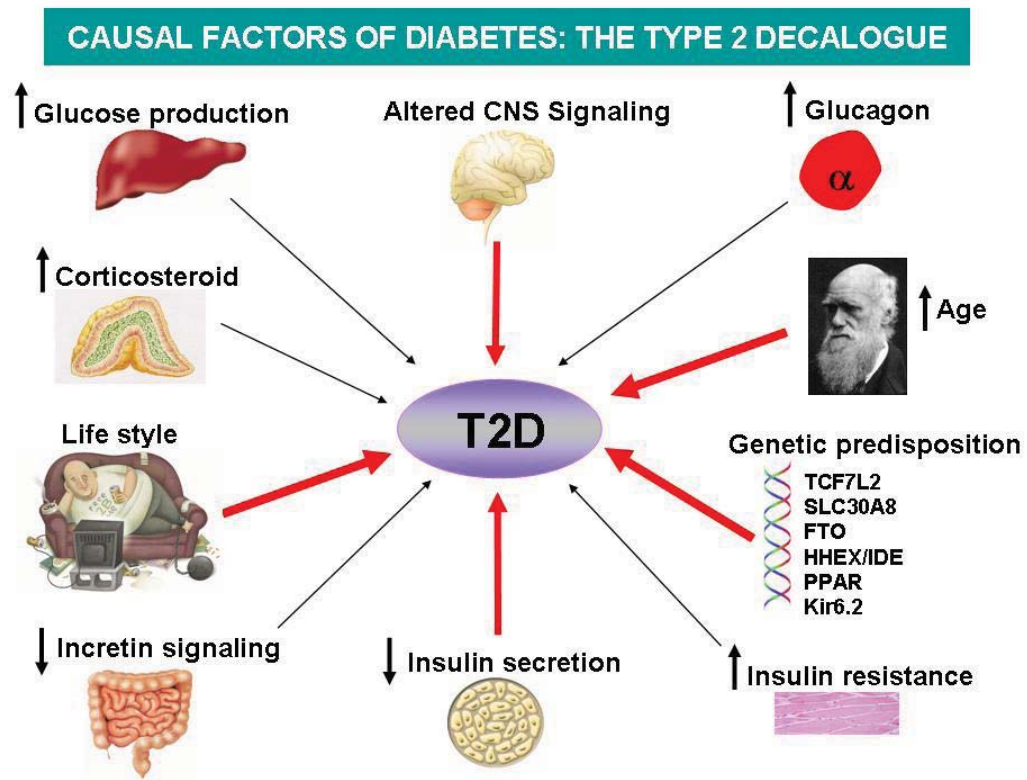 CAUSAL FACTORS OF DIABETES: THE TYPE 2 DECALOGUE
Glucose production
Altered CNS Signaling
Glucagon
α
Corticosteroid
Age
Life style
T2D
Genetic predisposition
TCF7L2
SLC30A8
FTO
HHEX/IDE
PPAR
Kir6.2
Incretin signaling
Insulin secretion
Insulin resistance